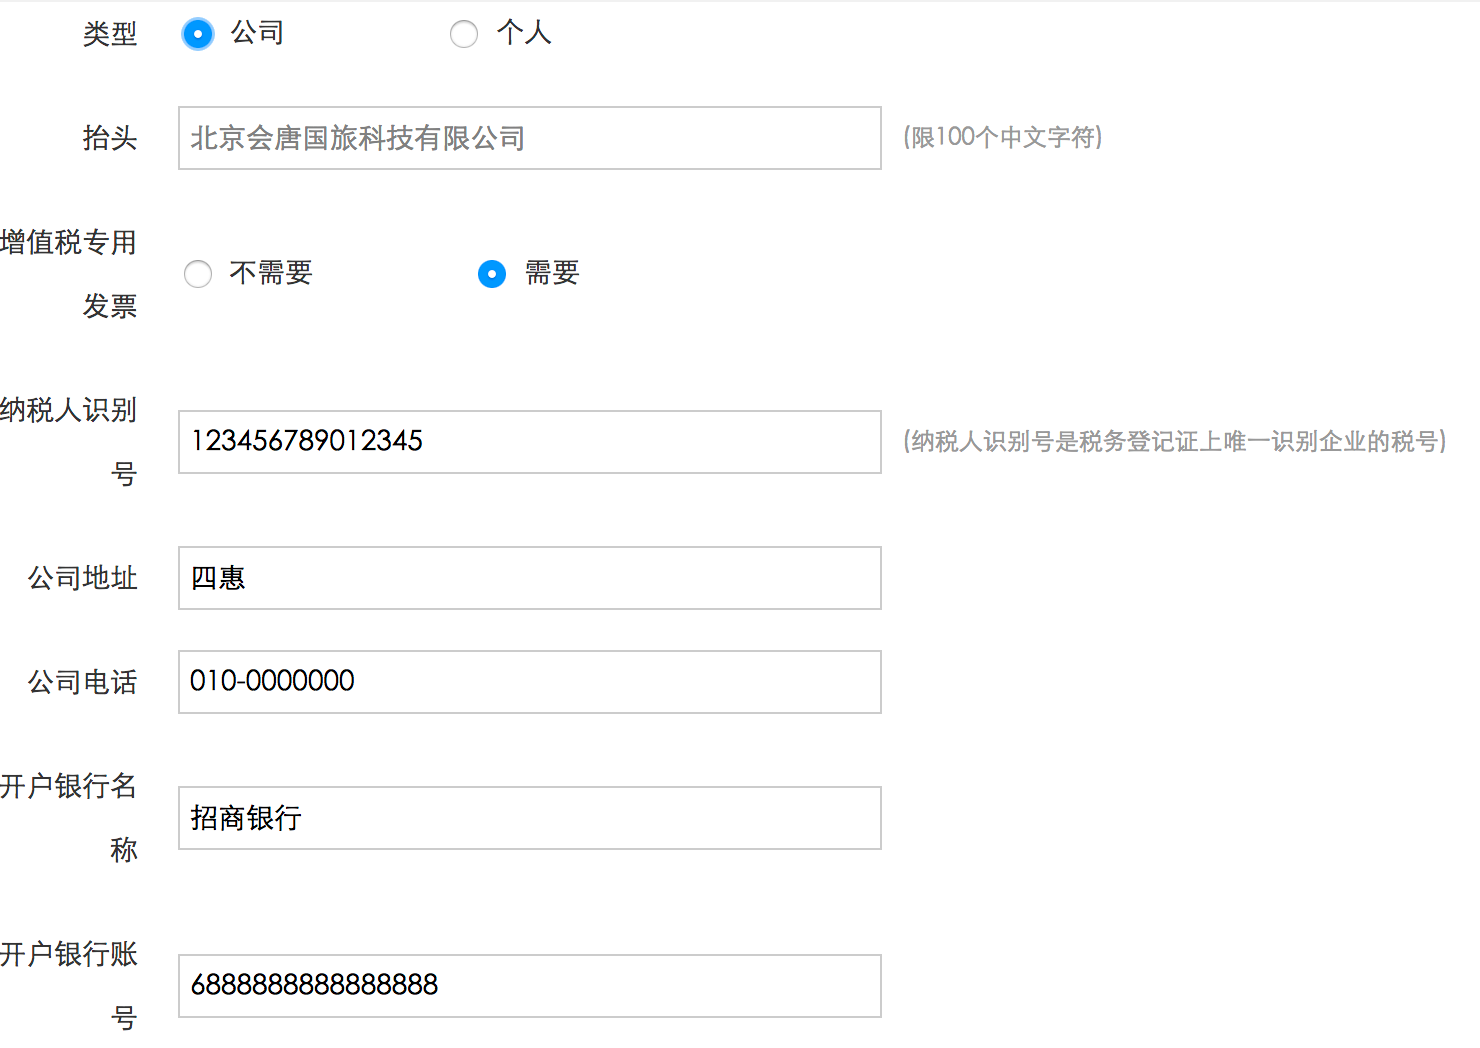 类型 公司 个人
抬头 北京会唐国旅科技有限公司 (限100个中文字符)
增值税专用
发票 不需要 需要
纳税人识别
号 123456789012345 (纳税人识别号是税务登记证上唯一识别企业的税号)
公司地址 四惠
公司电话 010-0000000
开户银行名
称 招商银行
开户银行账
号 6888888888888888